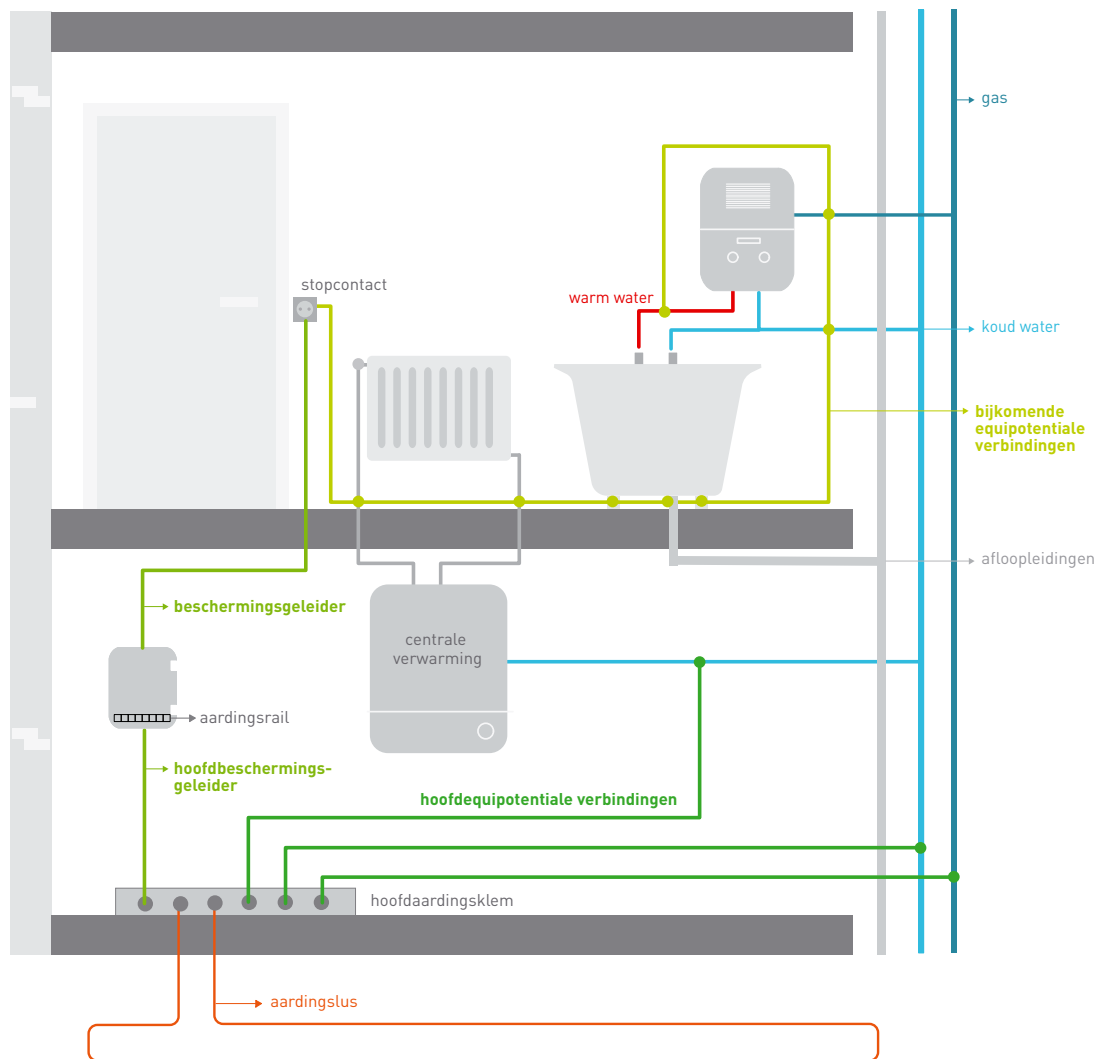 gas
stopcontact
warm water
koud water
bijkomende
equipotentiale
verbindingen
afloopleidingen
beschermingsgeleider
centrale
verwarming
aardingsrail
hoofdbeschermings-
geleider
hoofdequipotentiale verbindingen
hoofdaardingsklem
aardingslus